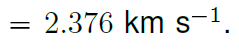 = 2.376 km s⁻¹.